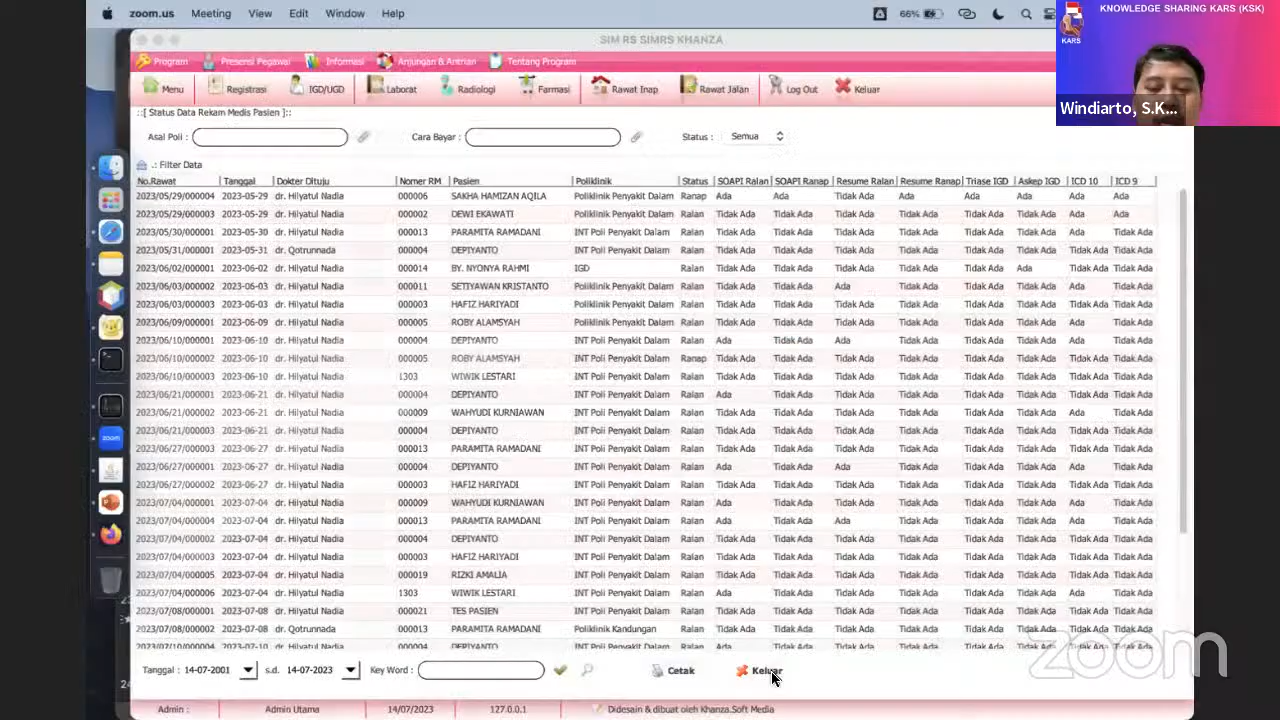 zoom.us Meeting View Edit Window Help 66%
KNOWLEDGE SHARING KARS (KSK)
KARS
Windiarto, S.K...
SIM RS SIMRS KHANZA
Program Presensi Pegawai Informasi Anjungan & Antrian Tentang Program
Menu Registrasi IGD/UGD Laborat Radiologi Farmasi Rawat Inap Rawat Jalan Log Out Keluar
::[ Status Data Rekam Medis Pasien ]::
Asal Poli : Cara Bayar : Status : Semua
.: Filter Data
No.Rawat Tanggal Dokter Dituju Nomer RM Pasien Poliklinik Status SOAPI Ralan SOAPI Ranap Resume Ralan Resume Ranap Triase IGD Askep IGD ICD 10 ICD 9
2023/05/29/000004 2023-05-29 dr. Hilyatul Nadia 000006 SAKHA HAMIZAN AQILA Poliklinik Penyakit Dalam Ranap Ada Ada Tidak Ada Ada Ada Ada Ada Ada
2023/05/29/000003 2023-05-29 dr. Hilyatul Nadia 000002 DEWI EKAWATI Poliklinik Penyakit Dalam Ralan Tidak Ada Tidak Ada Tidak Ada Tidak Ada Tidak Ada Tidak Ada Ada Ada
2023/05/30/000001 2023-05-30 dr. Hilyatul Nadia 000013 PARAMITA RAMADANI INT Poli Penyakit Dalam Ralan Tidak Ada Tidak Ada Tidak Ada Tidak Ada Tidak Ada Tidak Ada Ada Tidak Ada
2023/05/31/000001 2023-05-31 dr. Qotrunnada 000004 DEPIYANTO INT Poli Penyakit Dalam Ralan Tidak Ada Tidak Ada Tidak Ada Tidak Ada Tidak Ada Tidak Ada Tidak Ada Tidak Ada
2023/06/02/000001 2023-06-02 dr. Hilyatul Nadia 000014 BY. NYONYA RAHMI IGD Ralan Tidak Ada Tidak Ada Tidak Ada Tidak Ada Tidak Ada Ada Tidak Ada Tidak Ada
2023/06/03/000002 2023-06-03 dr. Hilyatul Nadia 000011 SETIYAWAN KRISTANTO Poliklinik Penyakit Dalam Ralan Tidak Ada Tidak Ada Ada Tidak Ada Tidak Ada Tidak Ada Ada Tidak Ada
2023/06/03/000003 2023-06-03 dr. Hilyatul Nadia 000003 HAFIZ HARIYADI Poliklinik Penyakit Dalam Ralan Tidak Ada Tidak Ada Tidak Ada Tidak Ada Tidak Ada Tidak Ada Tidak Ada Tidak Ada
2023/06/09/000001 2023-06-09 dr. Hilyatul Nadia 000005 ROBY ALAMSYAH Poliklinik Penyakit Dalam Ralan Tidak Ada Tidak Ada Tidak Ada Tidak Ada Tidak Ada Tidak Ada Ada Tidak Ada
2023/06/10/000001 2023-06-10 dr. Hilyatul Nadia 000004 DEPIYANTO INT Poli Penyakit Dalam Ralan Ada Tidak Ada Ada Tidak Ada Tidak Ada Tidak Ada Ada Tidak Ada
2023/06/10/000002 2023-06-10 dr. Hilyatul Nadia 000005 ROBY ALAMSYAH INT Poli Penyakit Dalam Ranap Tidak Ada Tidak Ada Tidak Ada Tidak Ada Tidak Ada Tidak Ada Tidak Ada Tidak Ada
2023/06/10/000003 2023-06-10 dr. Hilyatul Nadia 1303 WIWIK LESTARI INT Poli Penyakit Dalam Ralan Tidak Ada Tidak Ada Tidak Ada Tidak Ada Tidak Ada Tidak Ada Tidak Ada Tidak Ada
2023/06/21/000001 2023-06-21 dr. Hilyatul Nadia 000004 DEPIYANTO INT Poli Penyakit Dalam Ralan Ada Tidak Ada Tidak Ada Tidak Ada Tidak Ada Tidak Ada Tidak Ada Tidak Ada
2023/06/21/000002 2023-06-21 dr. Hilyatul Nadia 000009 WAHYUDI KURNIAWAN INT Poli Penyakit Dalam Ralan Tidak Ada Tidak Ada Tidak Ada Tidak Ada Tidak Ada Tidak Ada Ada Tidak Ada
2023/06/21/000003 2023-06-21 dr. Hilyatul Nadia 000004 DEPIYANTO INT Poli Penyakit Dalam Ralan Tidak Ada Tidak Ada Tidak Ada Tidak Ada Tidak Ada Tidak Ada Tidak Ada Tidak Ada
2023/06/27/000003 2023-06-27 dr. Hilyatul Nadia 000013 PARAMITA RAMADANI INT Poli Penyakit Dalam Ralan Tidak Ada Tidak Ada Tidak Ada Tidak Ada Tidak Ada Tidak Ada Tidak Ada Tidak Ada
2023/06/27/000001 2023-06-27 dr. Hilyatul Nadia 000004 DEPIYANTO INT Poli Penyakit Dalam Ralan Ada Tidak Ada Ada Tidak Ada Tidak Ada Tidak Ada Ada Tidak Ada
2023/06/27/000002 2023-06-27 dr. Hilyatul Nadia 000003 HAFIZ HARIYADI INT Poli Penyakit Dalam Ralan Tidak Ada Tidak Ada Tidak Ada Tidak Ada Tidak Ada Tidak Ada Tidak Ada Tidak Ada
2023/07/04/000001 2023-07-04 dr. Hilyatul Nadia 000009 WAHYUDI KURNIAWAN INT Poli Penyakit Dalam Ralan Ada Tidak Ada Tidak Ada Tidak Ada Tidak Ada Tidak Ada Ada Tidak Ada
2023/07/04/000004 2023-07-04 dr. Hilyatul Nadia 000013 PARAMITA RAMADANI INT Poli Penyakit Dalam Ralan Ada Tidak Ada Ada Tidak Ada Tidak Ada Tidak Ada Ada Tidak Ada
2023/07/04/000002 2023-07-04 dr. Hilyatul Nadia 000004 DEPIYANTO INT Poli Penyakit Dalam Ralan Tidak Ada Tidak Ada Tidak Ada Tidak Ada Tidak Ada Tidak Ada Tidak Ada Tidak Ada
2023/07/04/000003 2023-07-04 dr. Hilyatul Nadia 000003 HAFIZ HARIYADI INT Poli Penyakit Dalam Ralan Tidak Ada Tidak Ada Tidak Ada Tidak Ada Tidak Ada Tidak Ada Tidak Ada Tidak Ada
2023/07/04/000005 2023-07-04 dr. Hilyatul Nadia 000019 RIZKI AMALIA INT Poli Penyakit Dalam Ralan Tidak Ada Tidak Ada Tidak Ada Tidak Ada Tidak Ada Tidak Ada Tidak Ada Tidak Ada
2023/07/04/000006 2023-07-04 dr. Hilyatul Nadia 1303 WIWIK LESTARI INT Poli Penyakit Dalam Ralan Ada Tidak Ada Tidak Ada Tidak Ada Tidak Ada Tidak Ada Ada Tidak Ada
2023/07/08/000001 2023-07-08 dr. Hilyatul Nadia 000021 TES PASIEN INT Poli Penyakit Dalam Ralan Tidak Ada Tidak Ada Tidak Ada Tidak Ada Tidak Ada Tidak Ada Tidak Ada Tidak Ada
2023/07/08/000002 2023-07-08 dr. Qotrunnada 000013 PARAMITA RAMADANI Poliklinik Kandungan Ralan Tidak Ada Tidak Ada Tidak Ada Tidak Ada Tidak Ada Tidak Ada Ada Tidak Ada
2023/07/10/000004 2023-07-10 dr. Hilyatul Nadia 000004 DEPIYANTO INT Poli Penyakit Dalam Ralan Tidak Ada Tidak Ada Tidak Ada Tidak Ada Tidak Ada Tidak Ada Tidak Ada Tidak Ada
Tanggal : 14-07-2001 s.d. 14-07-2023 Key Word : Cetak Keluar
zoom
Admin : Admin Utama 14/07/2023 127.0.0.1 Didesain & dibuat oleh Khanza.Soft Media